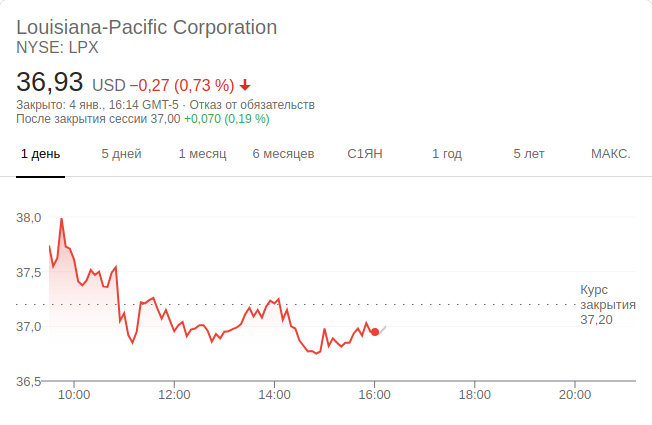 Louisiana-Pacific Corporation
NYSE: LPX
36,93 USD −0,27 (0,73 %)
Закрыто: 4 янв., 16:14 GMT-5 · Отказ от обязательств
После закрытия сессии 37,00 +0,070 (0,19 %)
1 день 5 дней 1 месяц 6 месяцев С1ЯН 1 год 5 лет МАКС.
38,0
37,5
Курс
закрытия
37,20
37,0
36,5
10:00 12:00 14:00 16:00 18:00 20:00